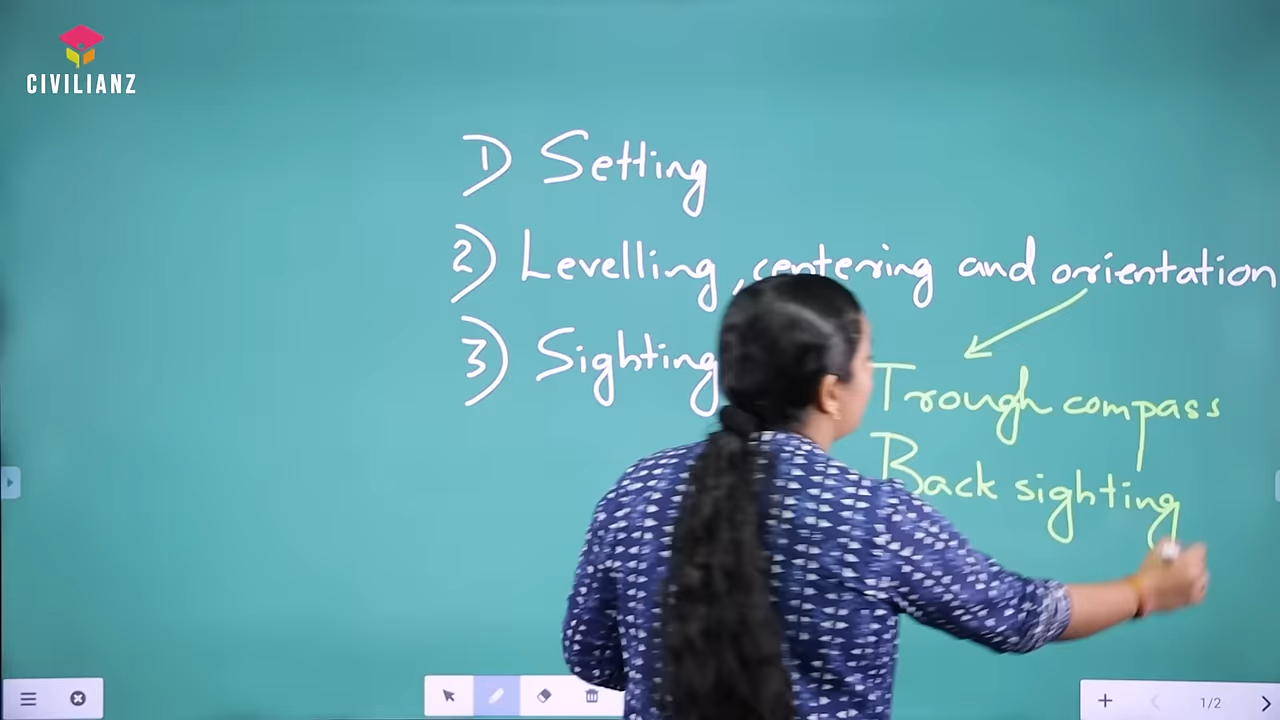 CIVILIANZ
1) Setting
2) Levelling, centering and orientation
3) Sighting
Trough compass
Back sighting
1/2